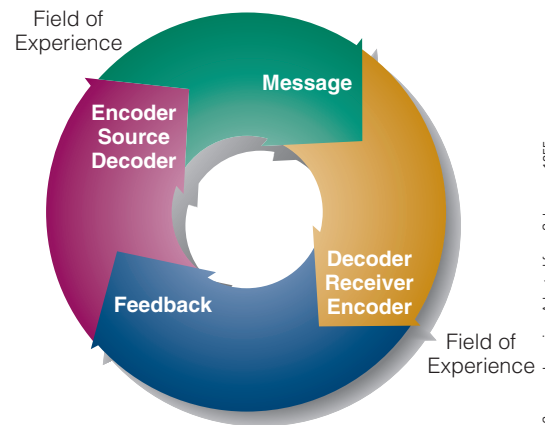 Field of
Experience
Message
Encoder
Source
Decoder
Decoder
Receiver
Encoder
Feedback
Field of
Experience